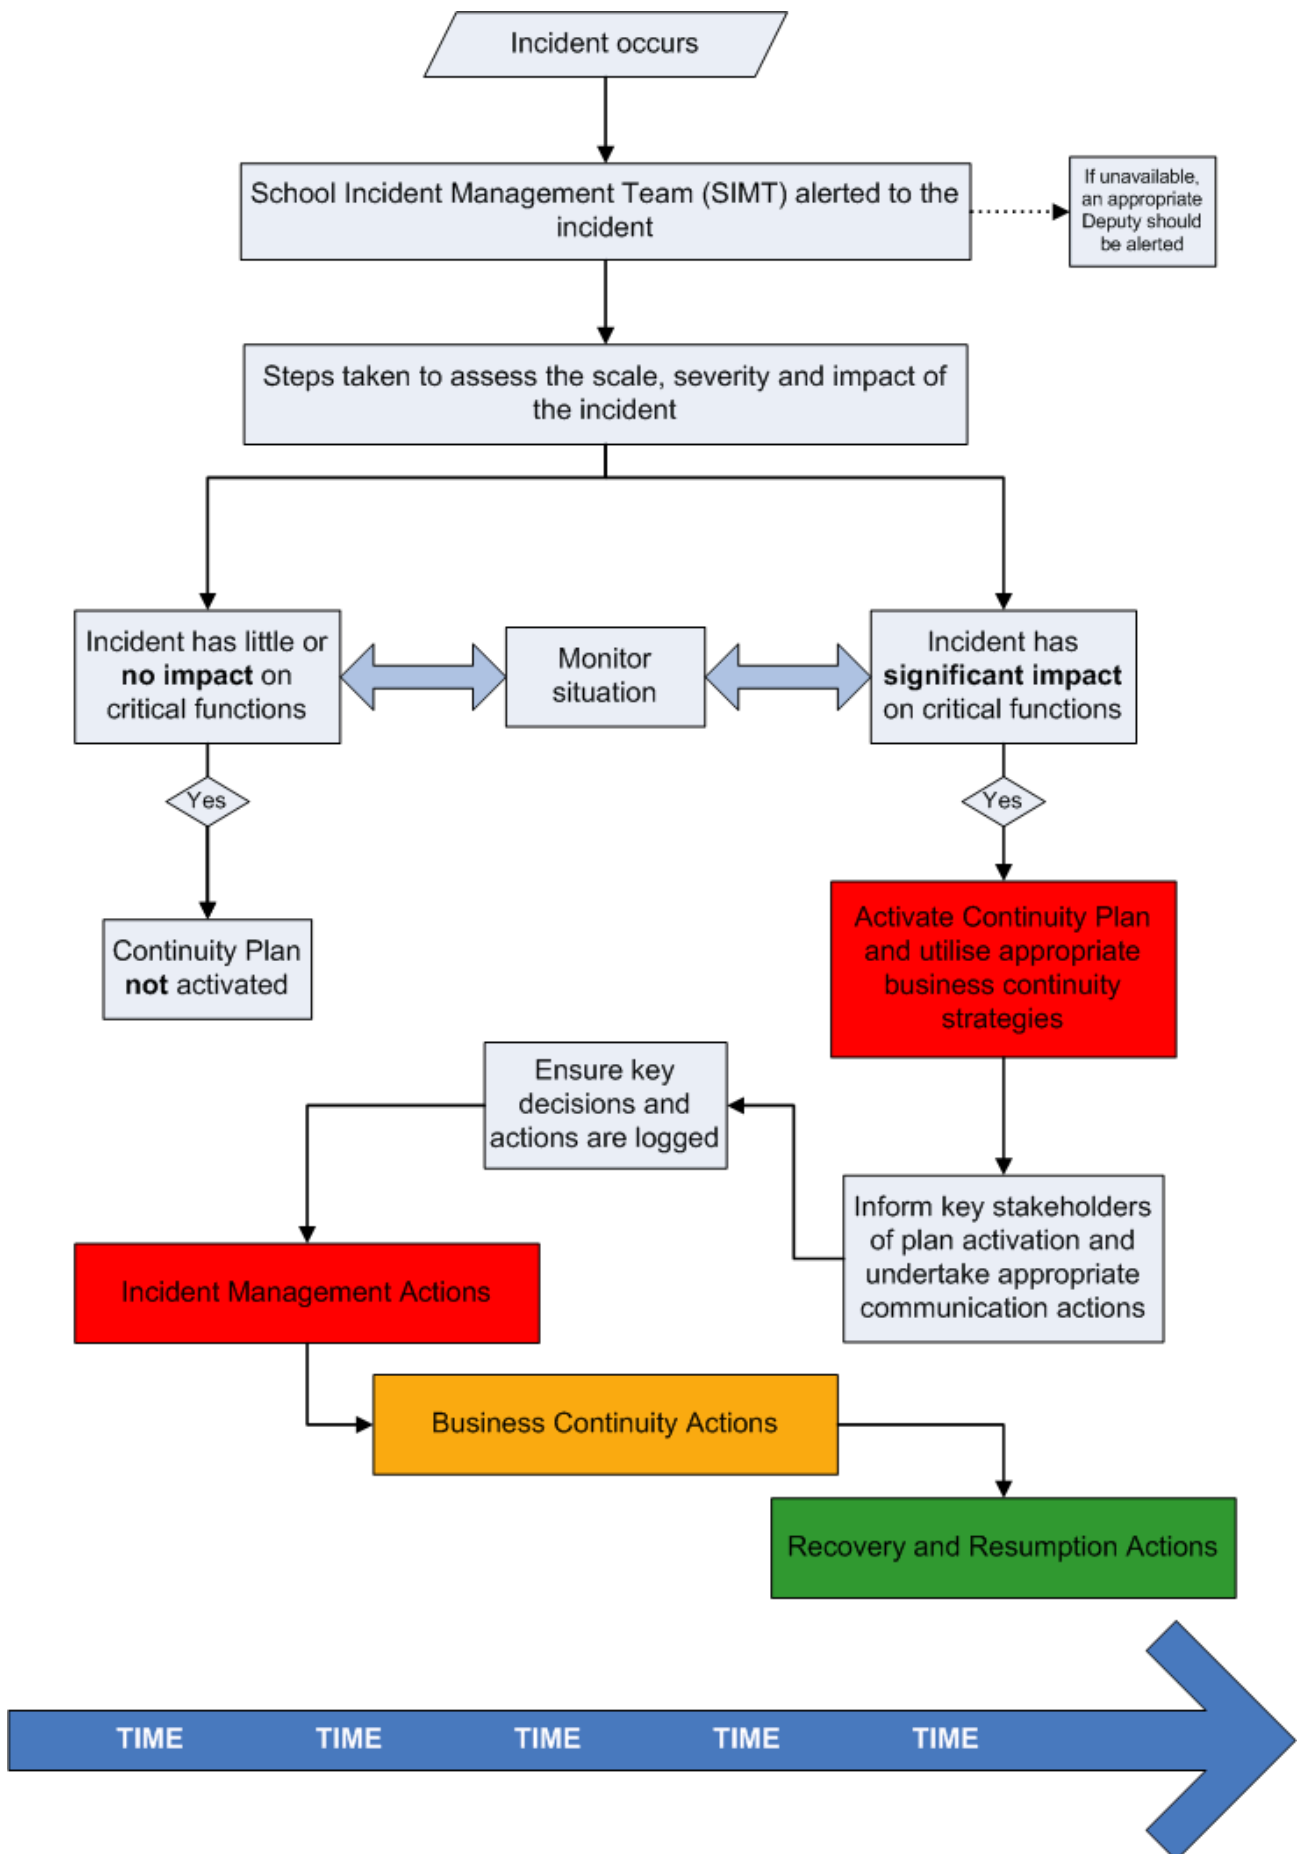 Incident occurs
School Incident Management Team (SIMT) alerted to the
incident
If unavailable,
an appropriate
Deputy should
be alerted
Steps taken to assess the scale, severity and impact of
the incident
Incident has little or
no impact on
critical functions
Monitor
situation
Incident has
significant impact
on critical functions
Yes
Yes
Continuity Plan
not activated
Activate Continuity Plan
and utilise appropriate
business continuity
strategies
Ensure key
decisions and
actions are logged
Inform key stakeholders
of plan activation and
undertake appropriate
communication actions
Incident Management Actions
Business Continuity Actions
Recovery and Resumption Actions
TIME TIME TIME TIME TIME